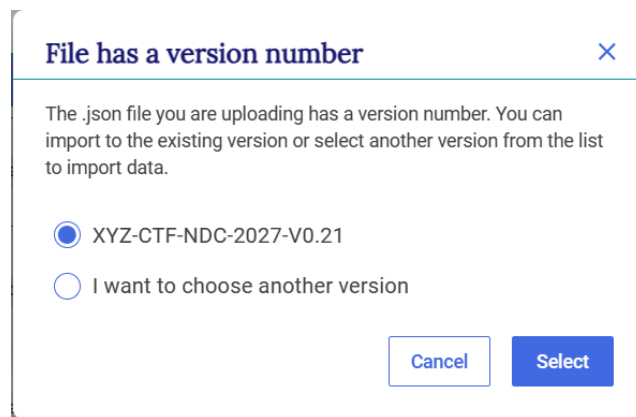 File has a version number
The .json file you are uploading has a version number. You can
import to the existing version or select another version from the list
to import data.
XYZ-CTF-NDC-2027-V0.21
I want to choose another version
Cancel
Select